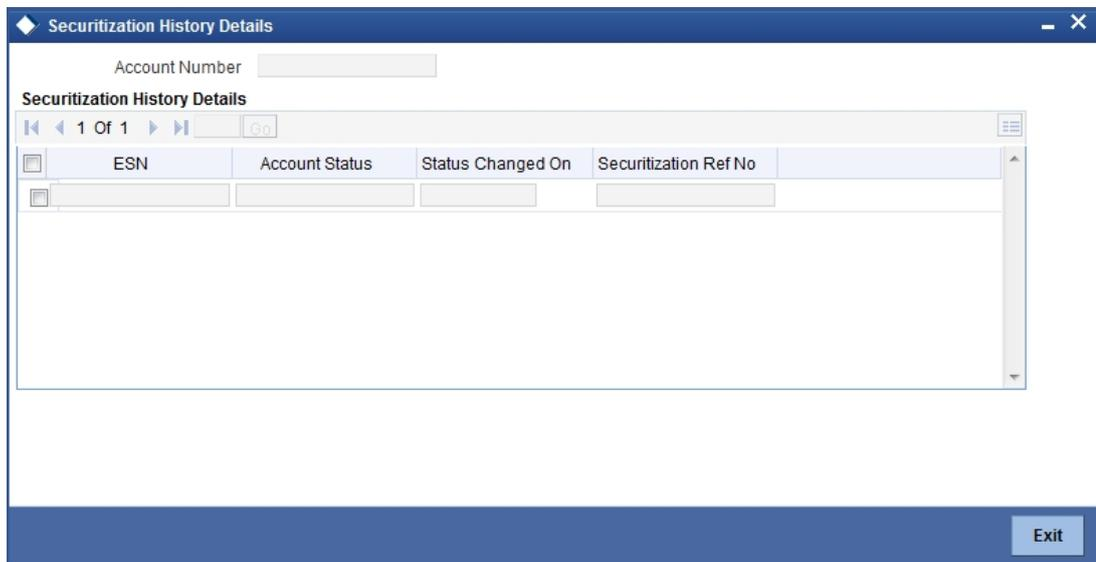 Securitization History Details
Account Number
Securitization History Details
1 Of 1 Go
ESN Account Status Status Changed On Securitization Ref No
Exit